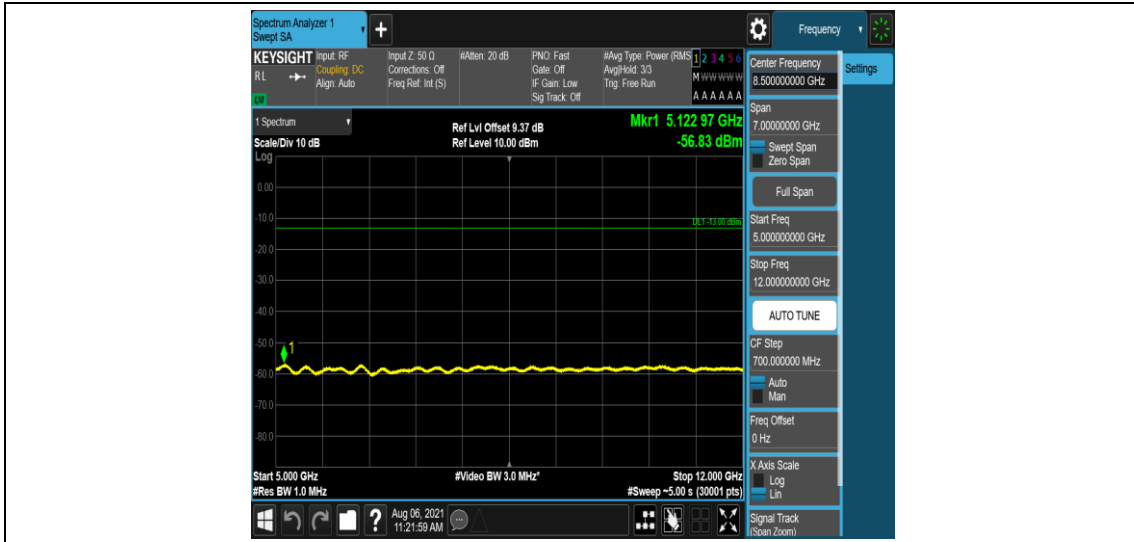 Spectrum Analyzer 1
Swept SA
Frequency
KEYSIGHT
RL
Input: RF
Coupling: DC
Align: Auto
Input Z: 50 Ω
Corrections: Off
Freq Ref: Int (S)
#Atten: 20 dB
PNO: Fast
Gate: Off
IF Gain: Low
Sig Track: Off
#Avg Type: Power (RMS
Avg|Hold: 3/3
Trig: Free Run
1 2 3 4 5 6
M W W W W W
A A A A A A
1 Spectrum
Scale/Div 10 dB
Log
Ref Lvl Offset 9.37 dB
Ref Level 10.00 dBm
Mkr1 5.122 97 GHz
-56.83 dBm
0.00
-10.0
DL1 -13.00 dBm
-20.0
-30.0
-40.0
-50.0
1
-60.0
-70.0
-80.0
Start 5.000 GHz
#Video BW 3.0 MHz*
Stop 12.000 GHz
#Res BW 1.0 MHz
#Sweep ~5.00 s (30001 pts)
Aug 06, 2021
11:21:59 AM
Center Frequency
8.500000000 GHz
Settings
Span
7.00000000 GHz
Swept Span
Zero Span
Full Span
Start Freq
5.000000000 GHz
Stop Freq
12.000000000 GHz
AUTO TUNE
CF Step
700.000000 MHz
Auto
Man
Freq Offset
0 Hz
X Axis Scale
Log
Lin
Signal Track
(Span Zoom)